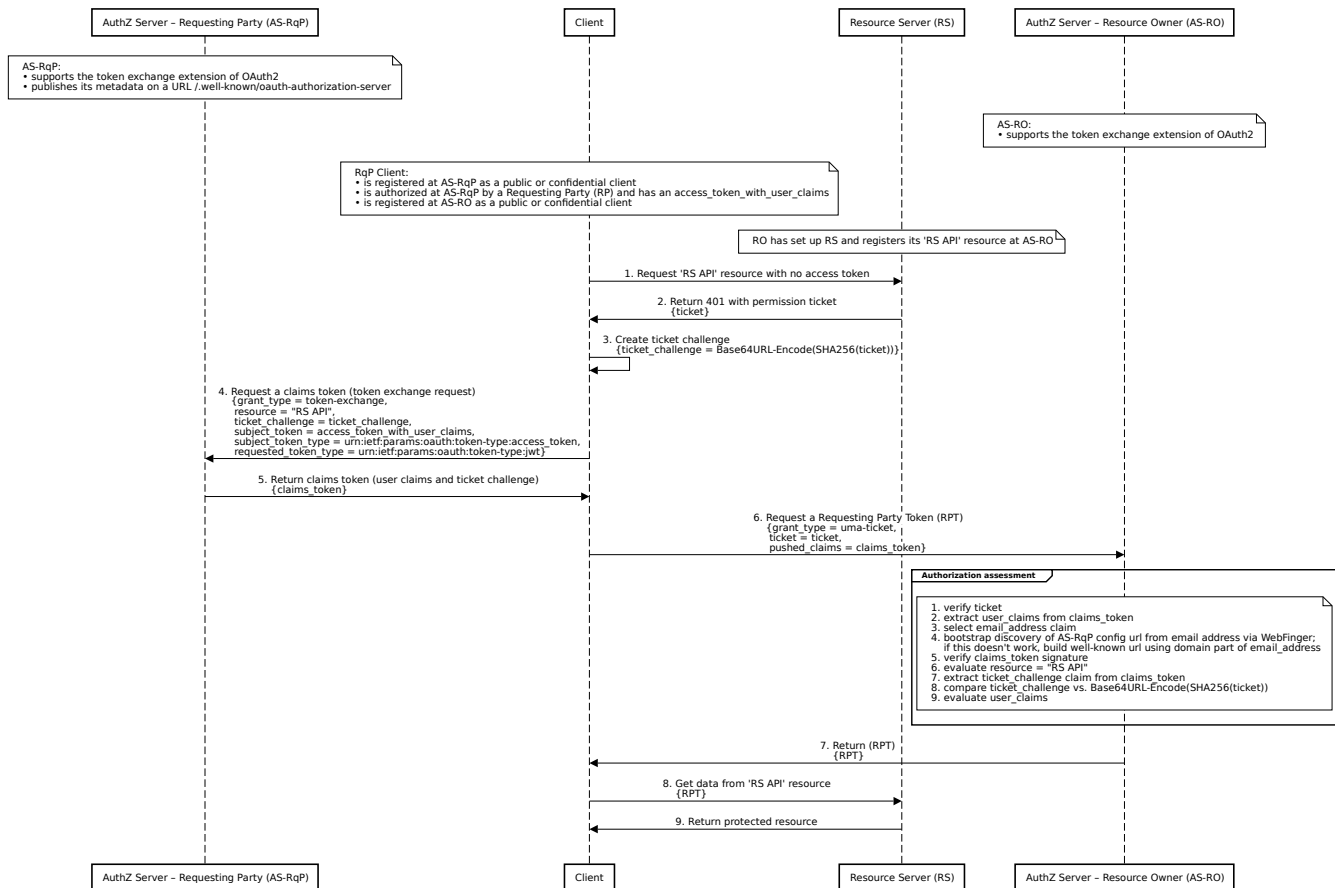 AuthZ Server – Requesting Party (AS-RqP)
Client
Resource Server (RS)
AuthZ Server – Resource Owner (AS-RO)
AS-RqP:
• supports the token exchange extension of OAuth2
• publishes its metadata on a URL /.well-known/oauth-authorization-server
AS-RO:
• supports the token exchange extension of OAuth2
RqP Client:
• is registered at AS-RqP as a public or confidential client
• is authorized at AS-RqP by a Requesting Party (RP) and has an access_token_with_user_claims
• is registered at AS-RO as a public or confidential client
RO has set up RS and registers its 'RS API' resource at AS-RO
1. Request 'RS API' resource with no access token
2. Return 401 with permission ticket
{ticket}
3. Create ticket challenge
{ticket_challenge = Base64URL-Encode(SHA256(ticket))}
4. Request a claims token (token exchange request)
{grant_type = token-exchange,
resource = "RS API",
ticket_challenge = ticket_challenge,
subject_token = access_token_with_user_claims,
subject_token_type = urn:ietf:params:oauth:token-type:access_token,
requested_token_type = urn:ietf:params:oauth:token-type:jwt}
5. Return claims token (user claims and ticket challenge)
{claims_token}
6. Request a Requesting Party Token (RPT)
{grant_type = uma-ticket,
ticket = ticket,
pushed_claims = claims_token}
Authorization assessment
1. verify ticket
2. extract user_claims from claims_token
3. select email_address claim
4. bootstrap discovery of AS-RqP config url from email address via WebFinger;
if this doesn't work, build well-known url using domain part of email_address
5. verify claims_token signature
6. evaluate resource = "RS API"
7. extract ticket_challenge claim from claims_token
8. compare ticket_challenge vs. Base64URL-Encode(SHA256(ticket))
9. evaluate user_claims
7. Return (RPT)
{RPT}
8. Get data from 'RS API' resource
{RPT}
9. Return protected resource
AuthZ Server – Requesting Party (AS-RqP)
Client
Resource Server (RS)
AuthZ Server – Resource Owner (AS-RO)